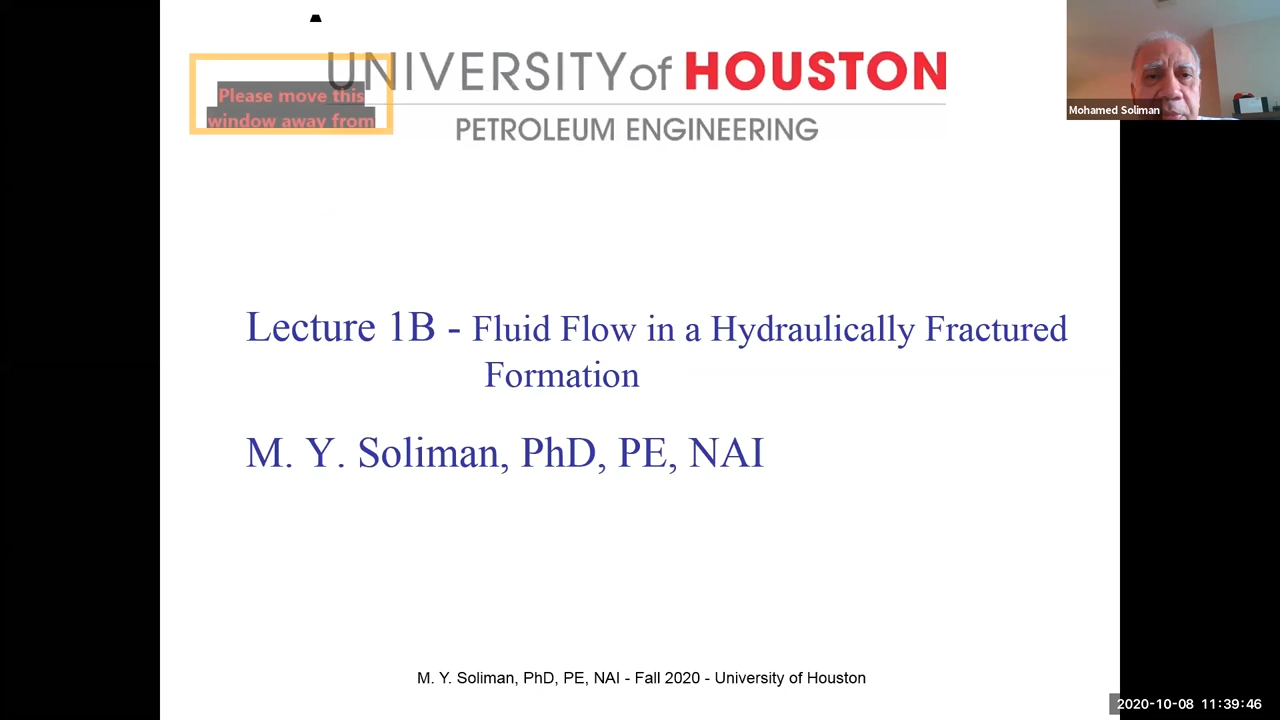 UNIVERSITY of HOUSTON
Please move this
window away from
PETROLEUM ENGINEERING
Mohamed Soliman
Lecture 1B - Fluid Flow in a Hydraulically Fractured
Formation
M. Y. Soliman, PhD, PE, NAI
M. Y. Soliman, PhD, PE, NAI - Fall 2020 - University of Houston
2020-10-08 11:39:46